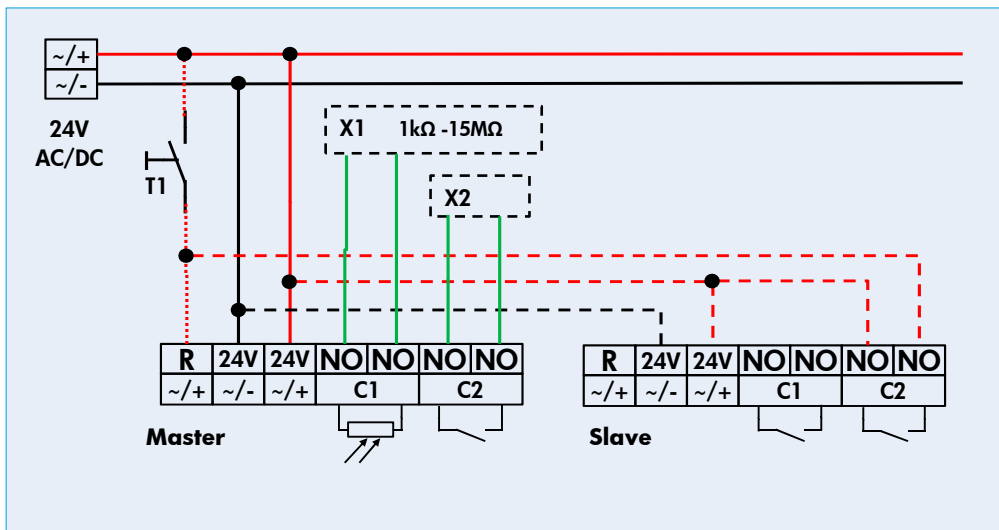 ~/+
~/-
24V
AC/DC
T1
X1 1kΩ -15MΩ
X2
R 24V 24V NO NO NO NO
~/+ ~/- ~/+ C1 C2
Master
R 24V 24V NO NO NO NO
~/+ ~/- ~/+ C1 C2
Slave